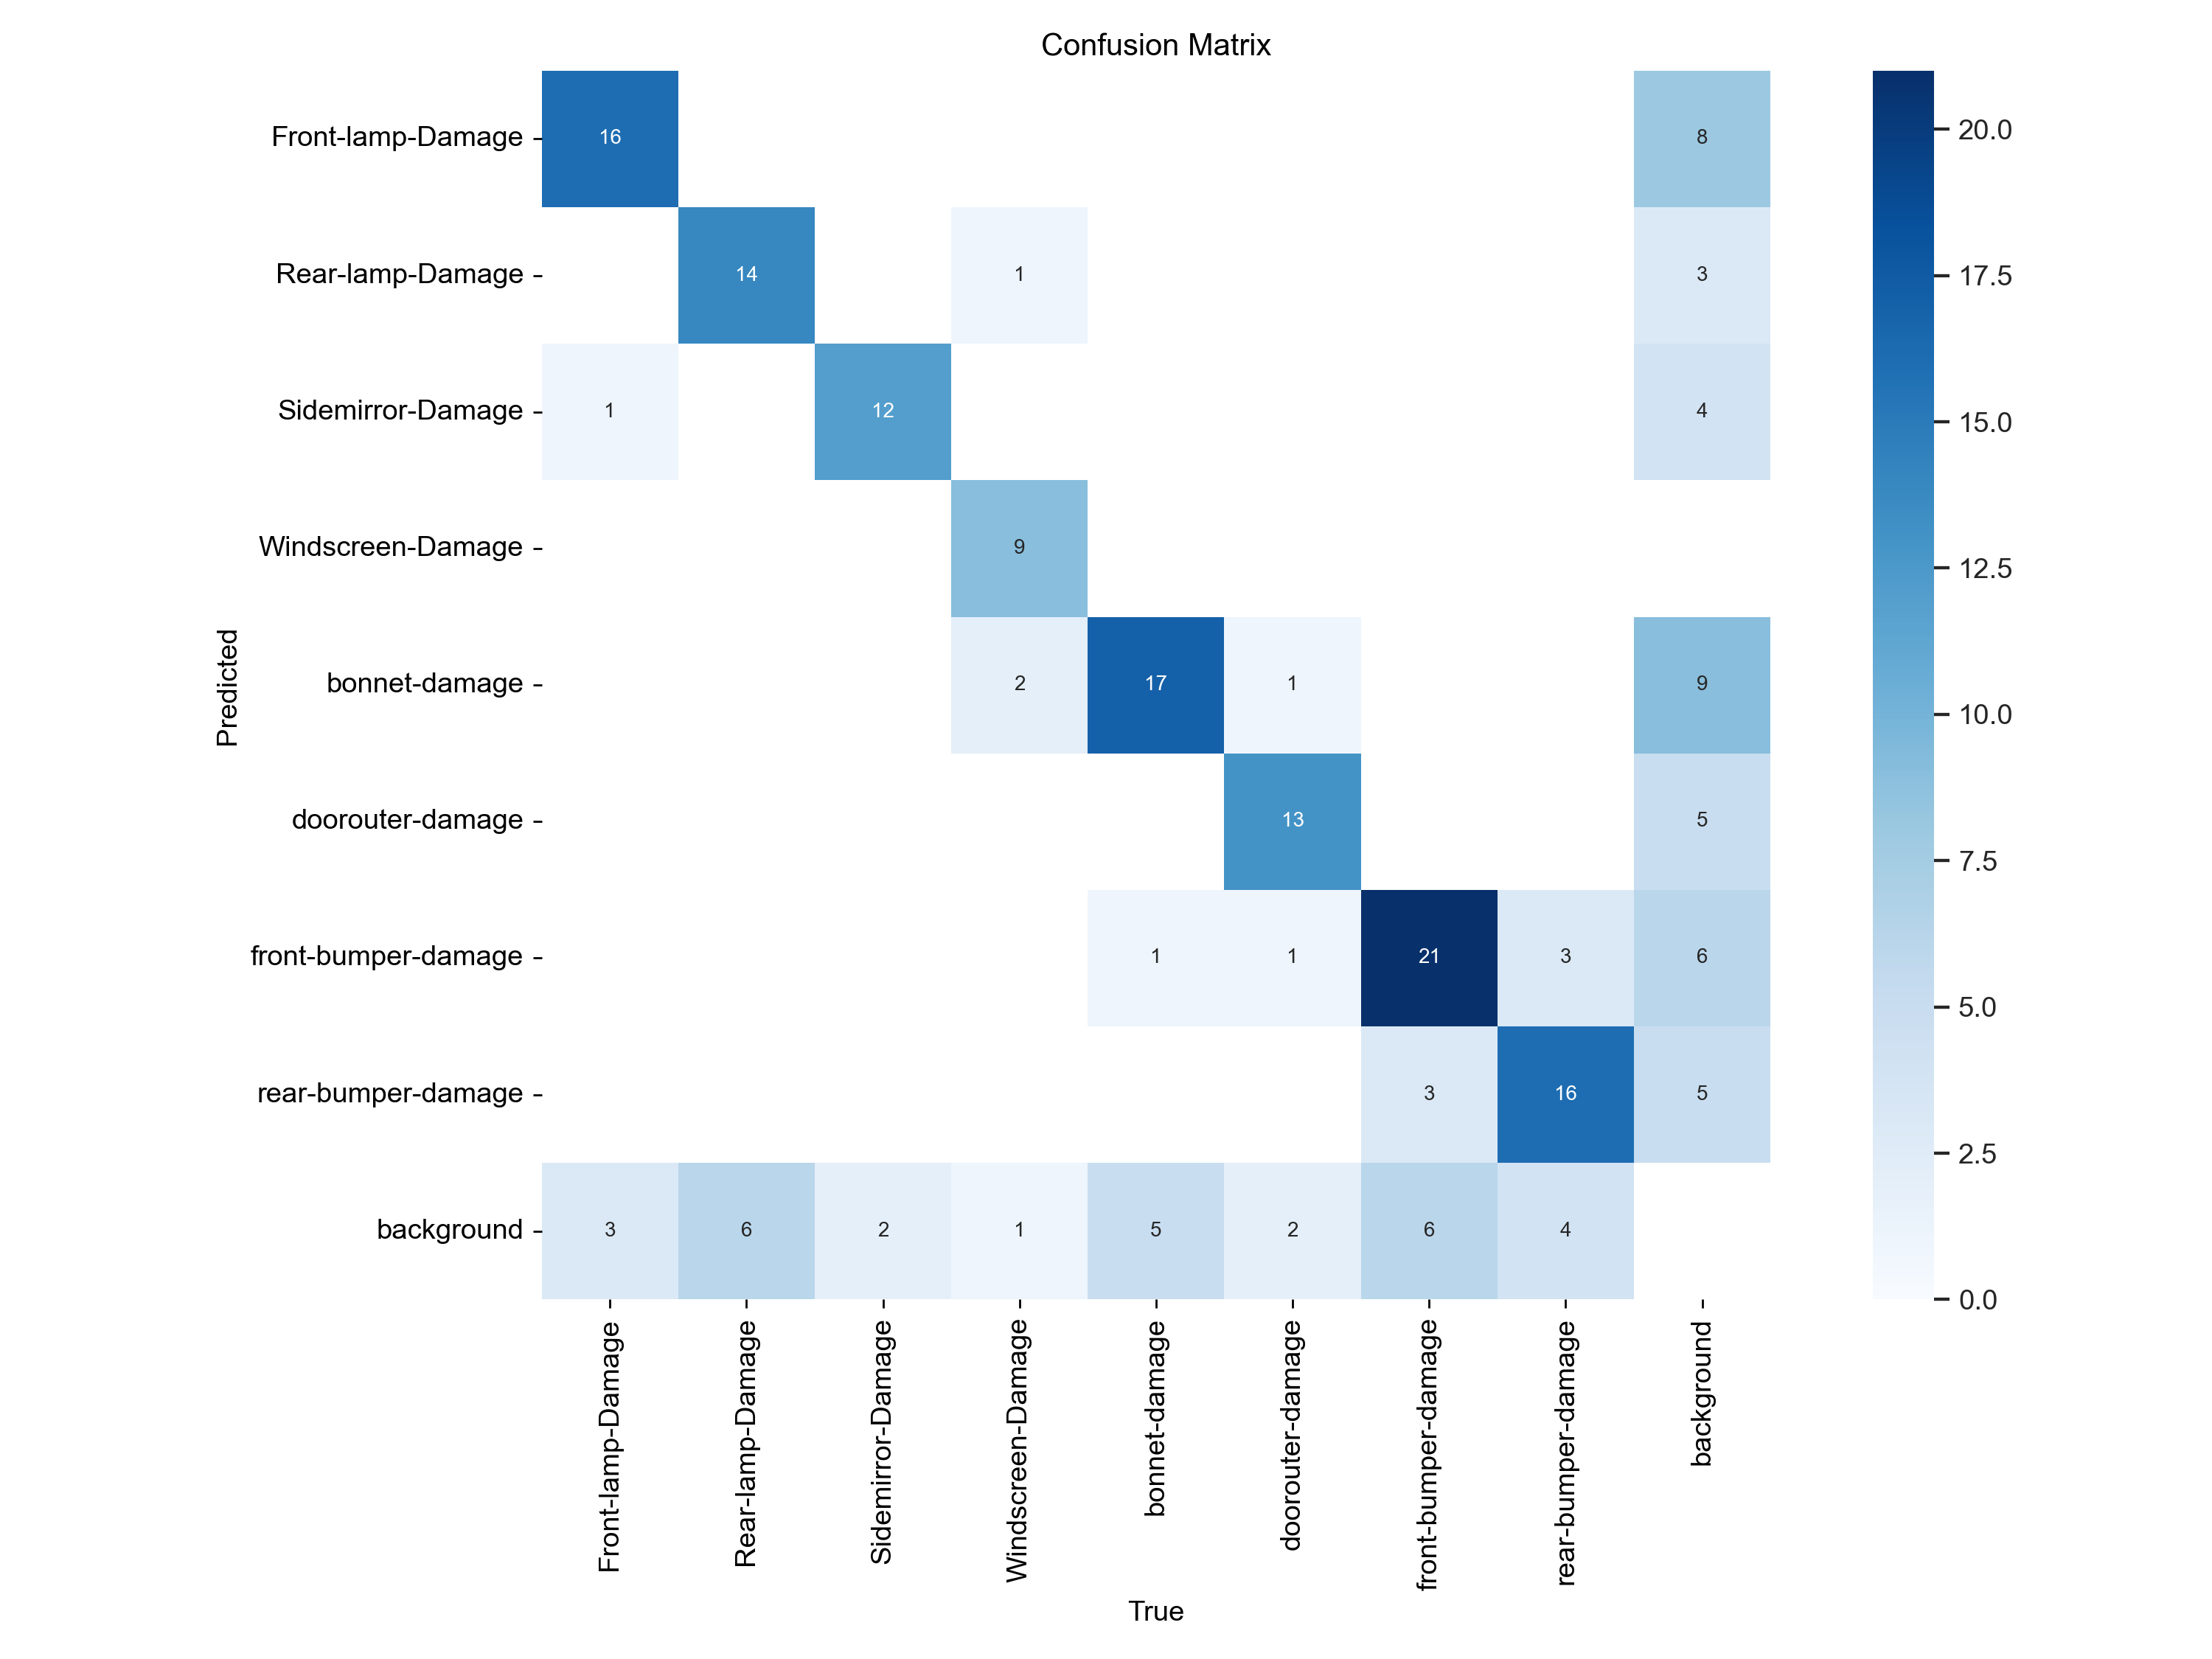 Confusion Matrix
Front-lamp-Damage 16 8
Rear-lamp-Damage 14 1 3
Sidemirror-Damage 1 12 4
Windscreen-Damage 9
bonnet-damage 2 17 1 9
doorouter-damage 13 5
front-bumper-damage 1 1 21 3 6
rear-bumper-damage 3 16 5
background 3 6 2 1 5 2 6 4
Predicted
Front-lamp-Damage
Rear-lamp-Damage
Sidemirror-Damage
Windscreen-Damage
bonnet-damage
doorouter-damage
front-bumper-damage
rear-bumper-damage
background
True
20.0
17.5
15.0
12.5
10.0
7.5
5.0
2.5
0.0